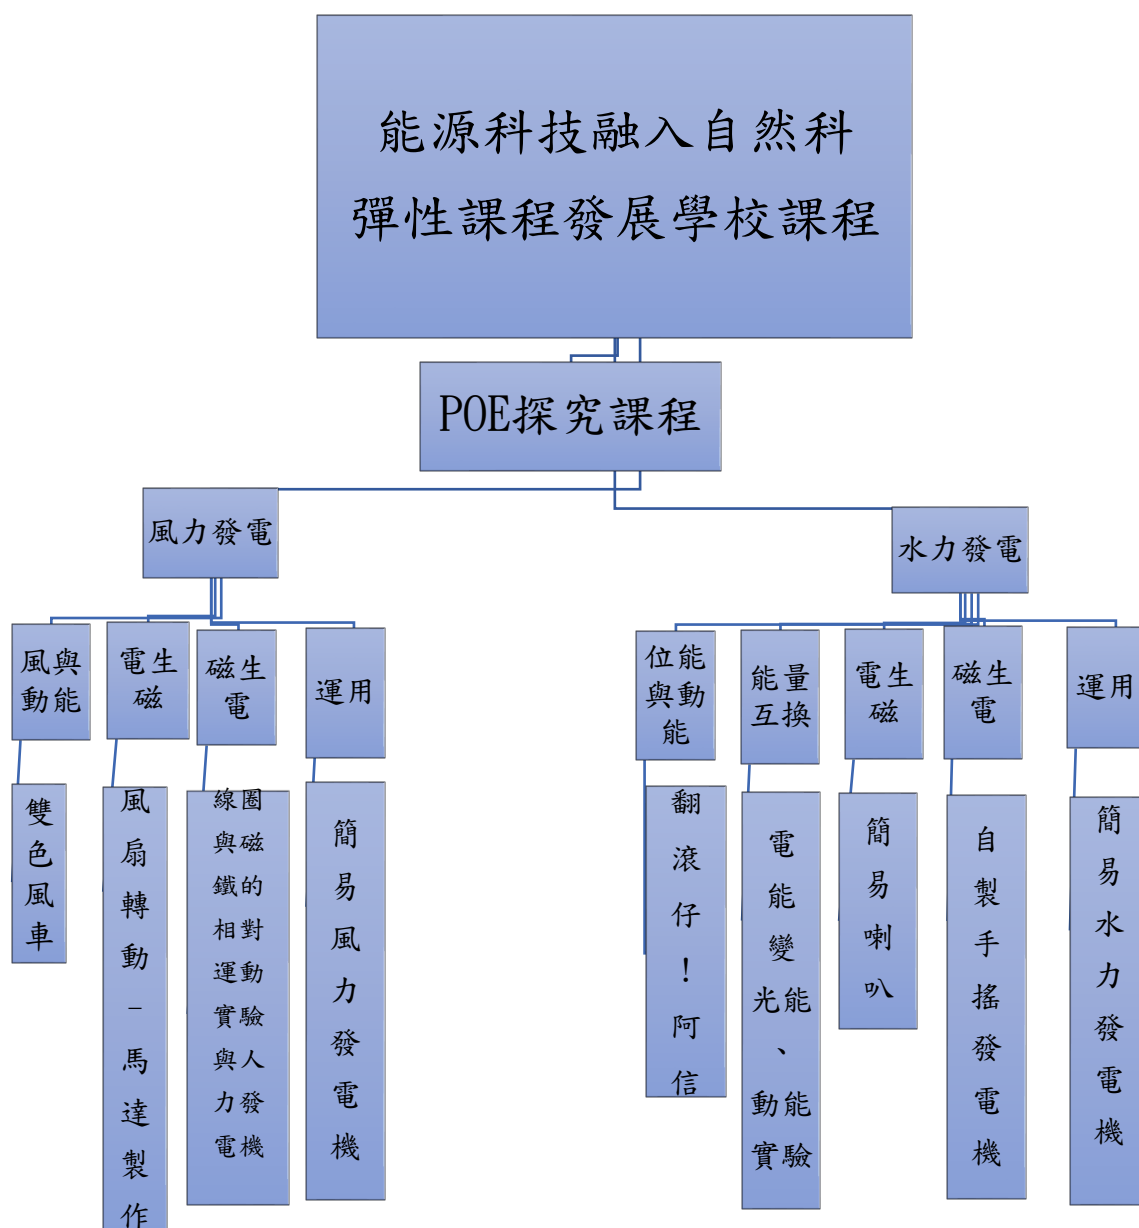 能源科技融入自然科
彈性課程發展學校課程
POE探究課程
風力發電
水力發電
風與
動能
電生
磁
磁生
電
運用
位能
與動
能
能量
互換
電生
磁
磁生
電
運用
雙色風車
風扇轉動-馬達製作
線圈
與磁
鐵的
相對
運動
實驗
與人
力發
電機
簡易風力發電機
翻滾仔!阿信
電
能
變
光能
、
動能
實驗
簡易喇叭
自製手搖發電機
簡易水力發電機